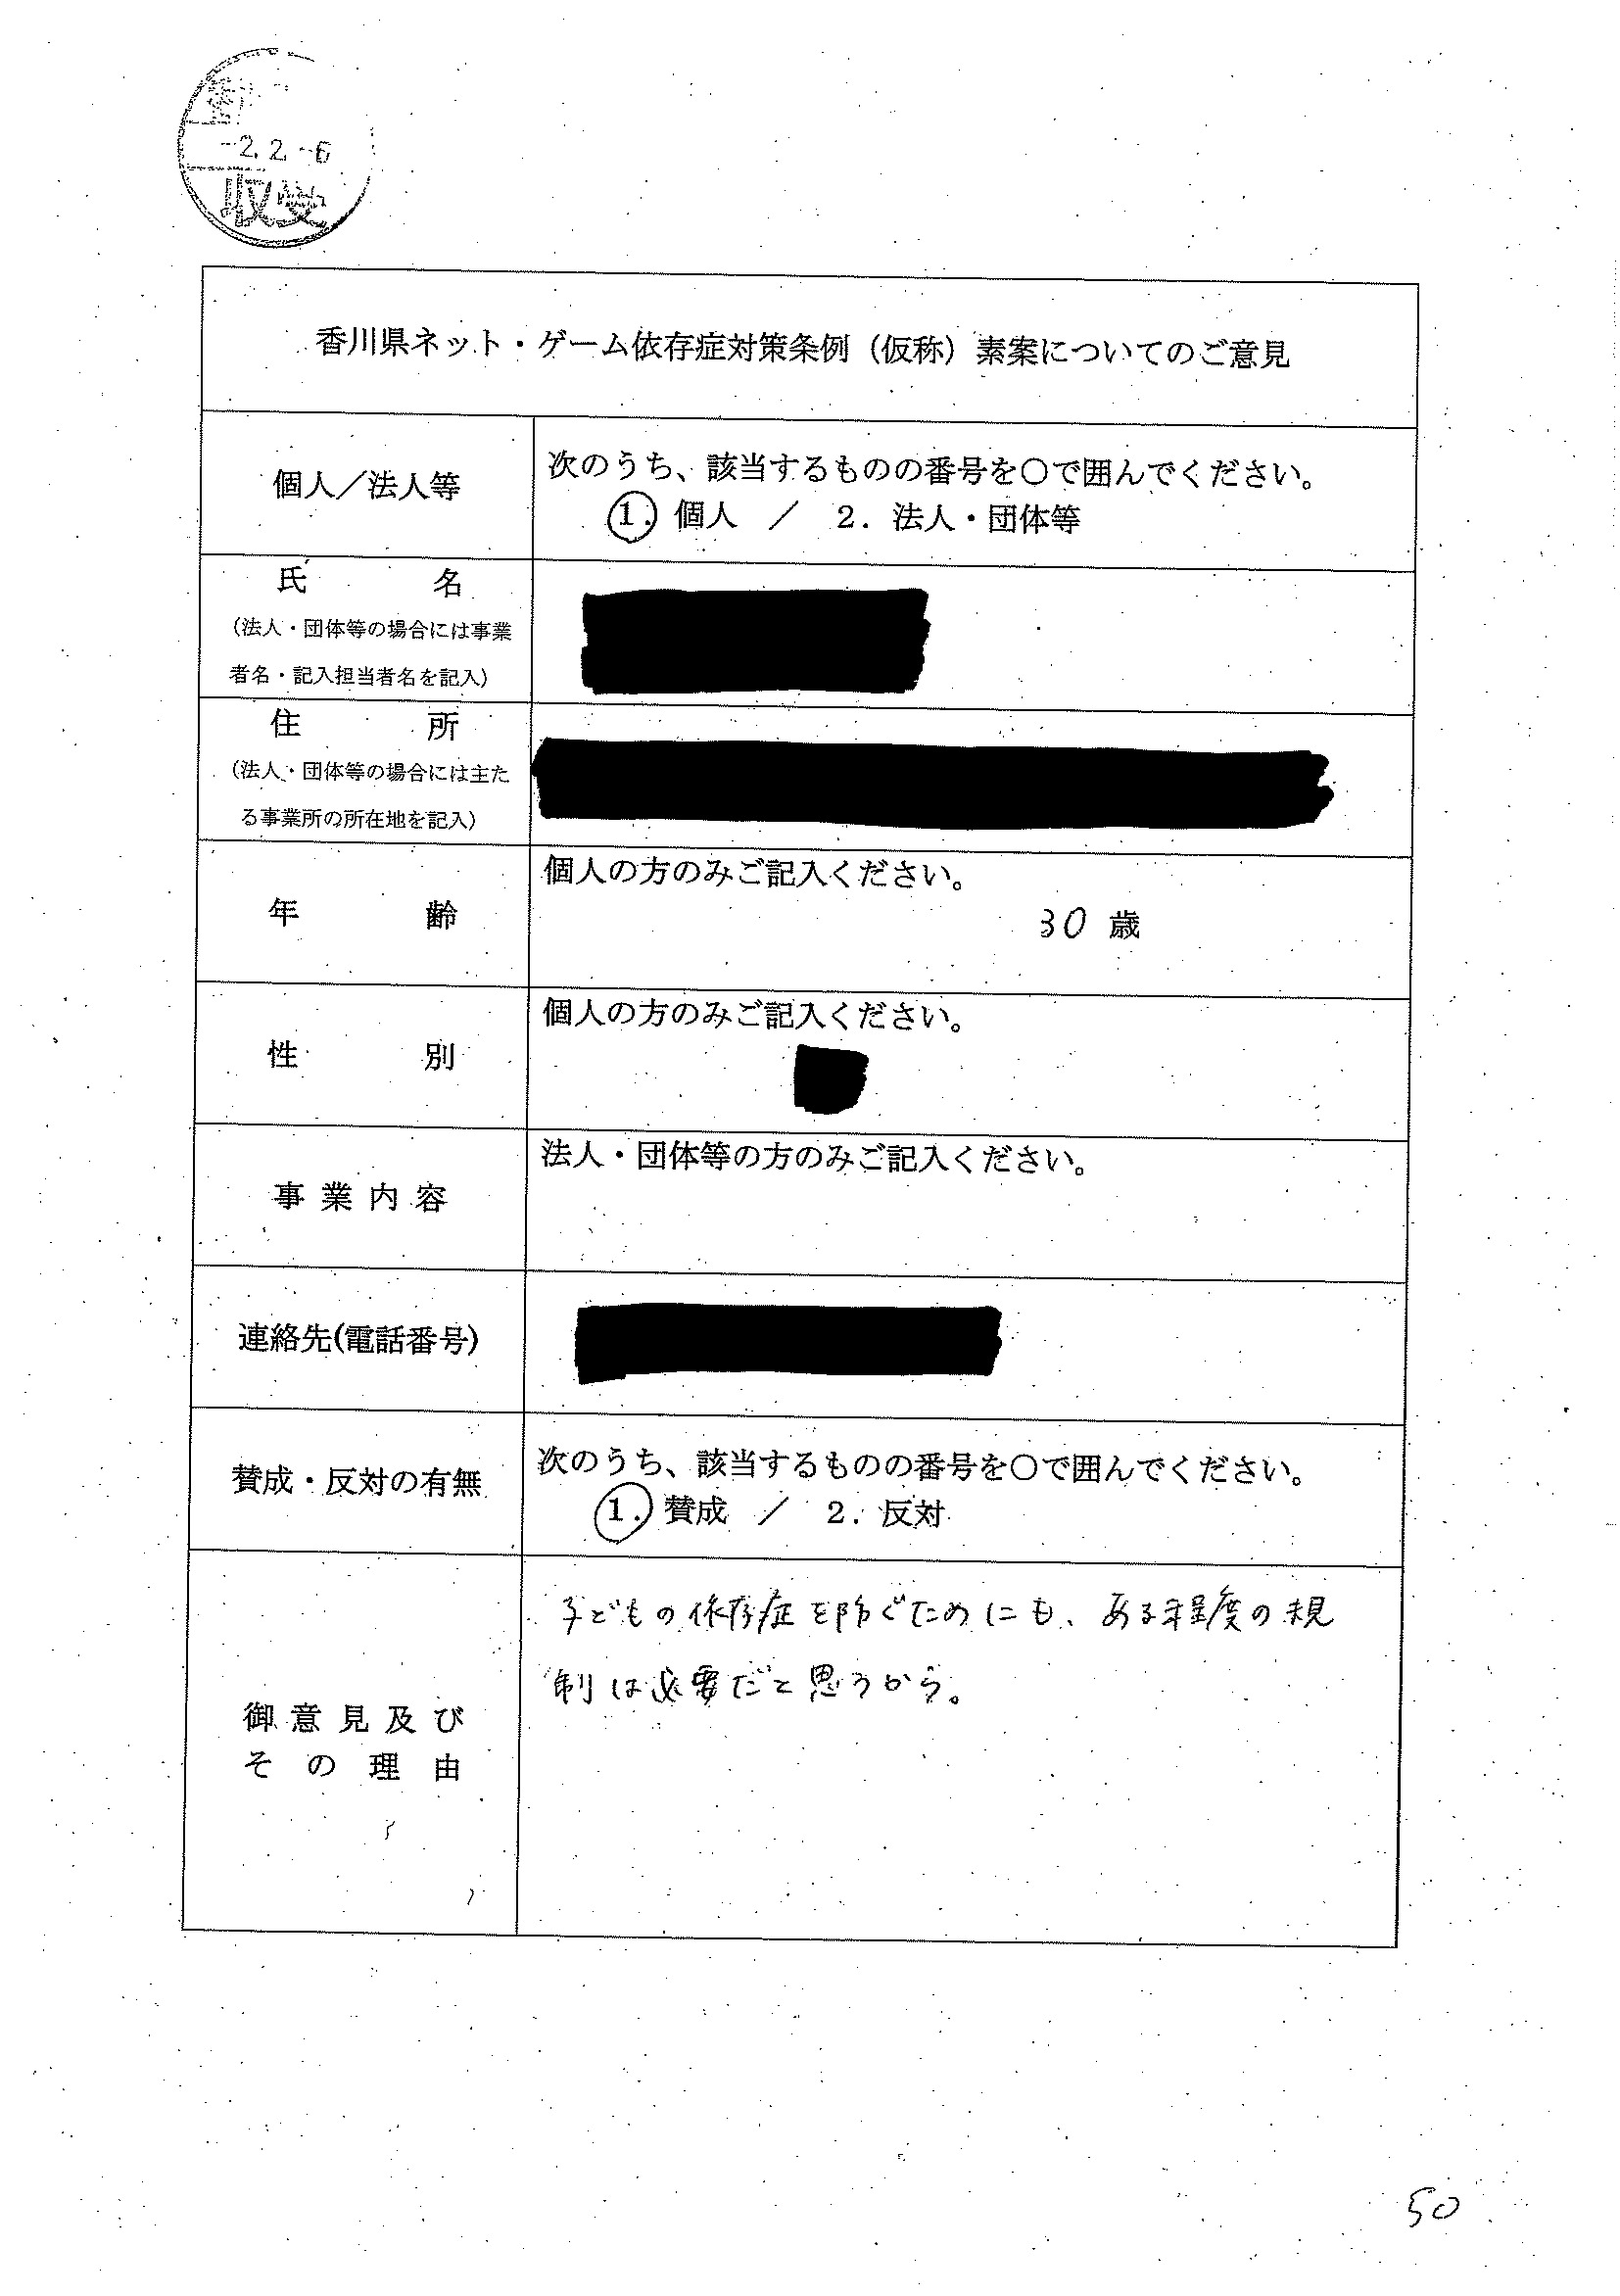 -2.2.-6
収受
香川県ネット・ゲーム依存症対策条例（仮称）素案についてのご意見
個人／法人等
次のうち、該当するものの番号を○で囲んでください。
1. 個人　／　2. 法人・団体等
氏　名
（法人・団体等の場合には事業
者名・記入担当者名を記入）
住　所
（法人・団体等の場合には主た
る事業所の所在地を記入）
年　齢
個人の方のみご記入ください。
30 歳
性　別
個人の方のみご記入ください。
事業内容
法人・団体等の方のみご記入ください。
連絡先(電話番号)
賛成・反対の有無
次のうち、該当するものの番号を○で囲んでください。
1. 賛成　／　2. 反対
御意見及び
その理由
子どもの依存症を防ぐためにも、ある程度の規
制は必要だと思うから。
50